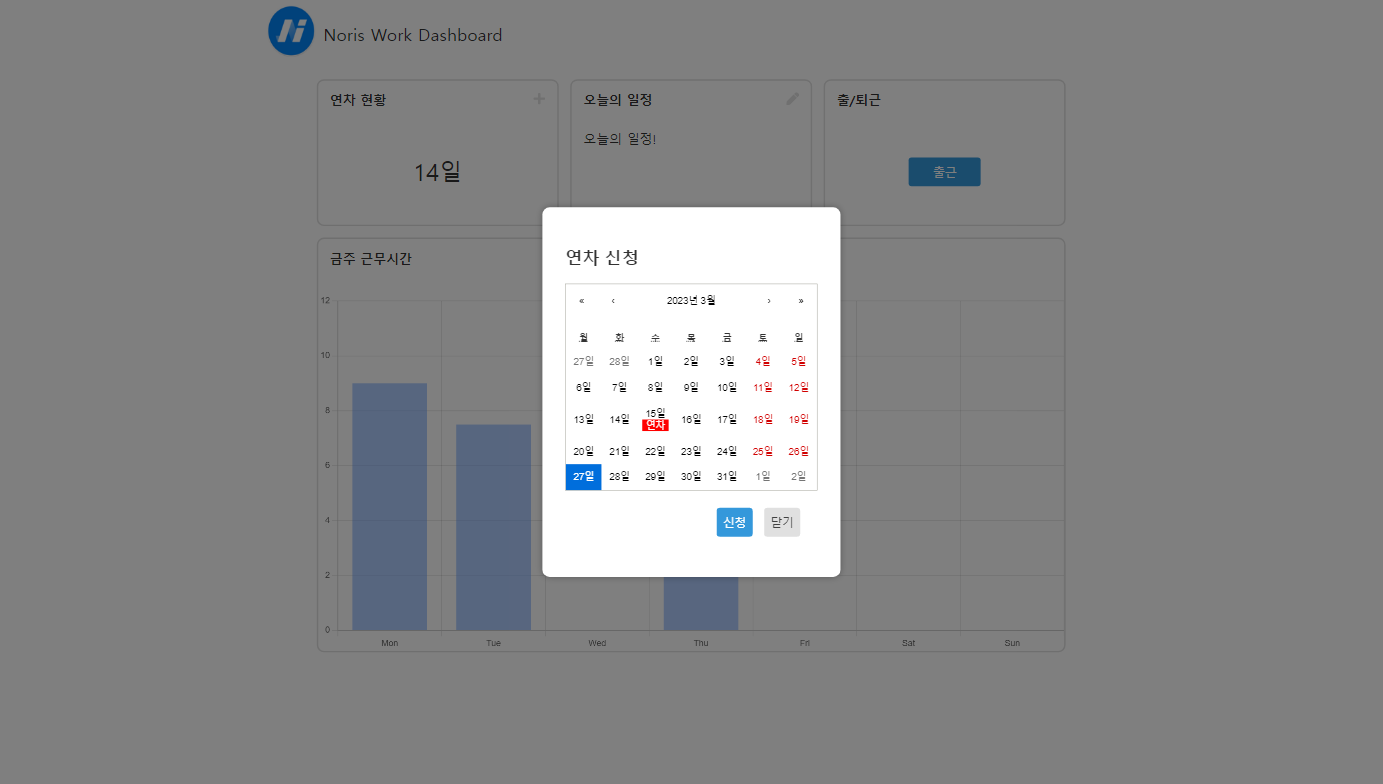 Noris Work Dashboard
연차 현황
+
오늘의 일정
출/퇴근
오늘의 일정!
14일
출근
금주 근무시간
연차 신청
« ‹ 2023년 3월 › »
월 화 수 목 금 토 일
27일 28일 1일 2일 3일 4일 5일
6일 7일 8일 9일 10일 11일 12일
13일 14일 15일 16일 17일 18일 19일
연차
20일 21일 22일 23일 24일 25일 26일
27일 28일 29일 30일 31일 1일 2일
신청 닫기
12
10
8
6
4
2
0
Mon Tue Wed Thu Fri Sat Sun